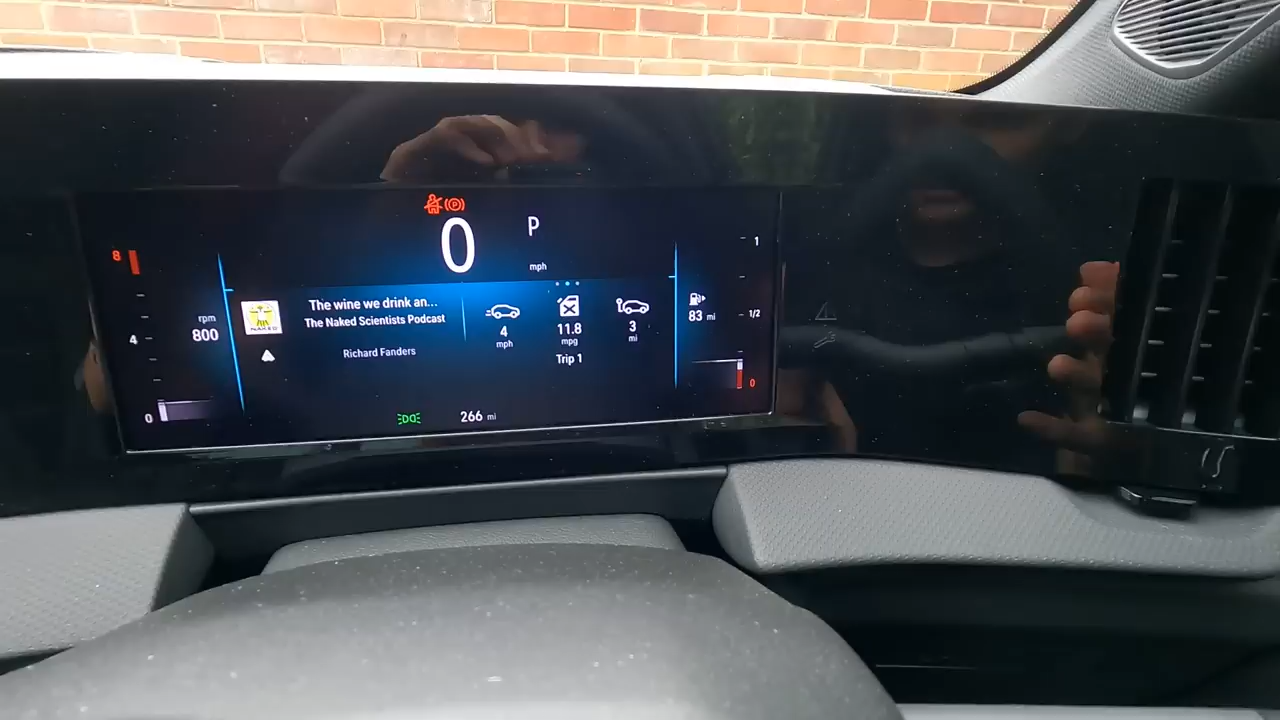 0
P
mph
8
4
0
rpm
800
NAKED
The wine we drink an...
The Naked Scientists Podcast
Richard Fanders
4
mph
11.8
mpg
Trip 1
3
mi
83 mi
1
1/2
0
266 mi